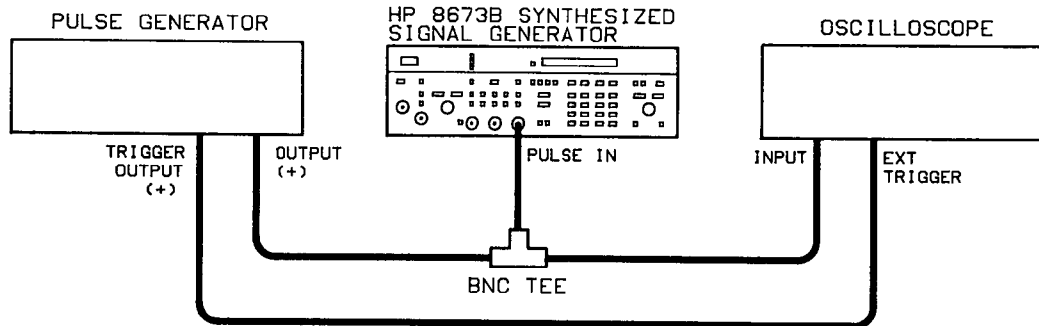 PULSE GENERATOR
HP 8673B SYNTHESIZED
SIGNAL GENERATOR
OSCILLOSCOPE
TRIGGER
OUTPUT
(+)
OUTPUT
(+)
PULSE IN
INPUT
EXT
TRIGGER
BNC TEE